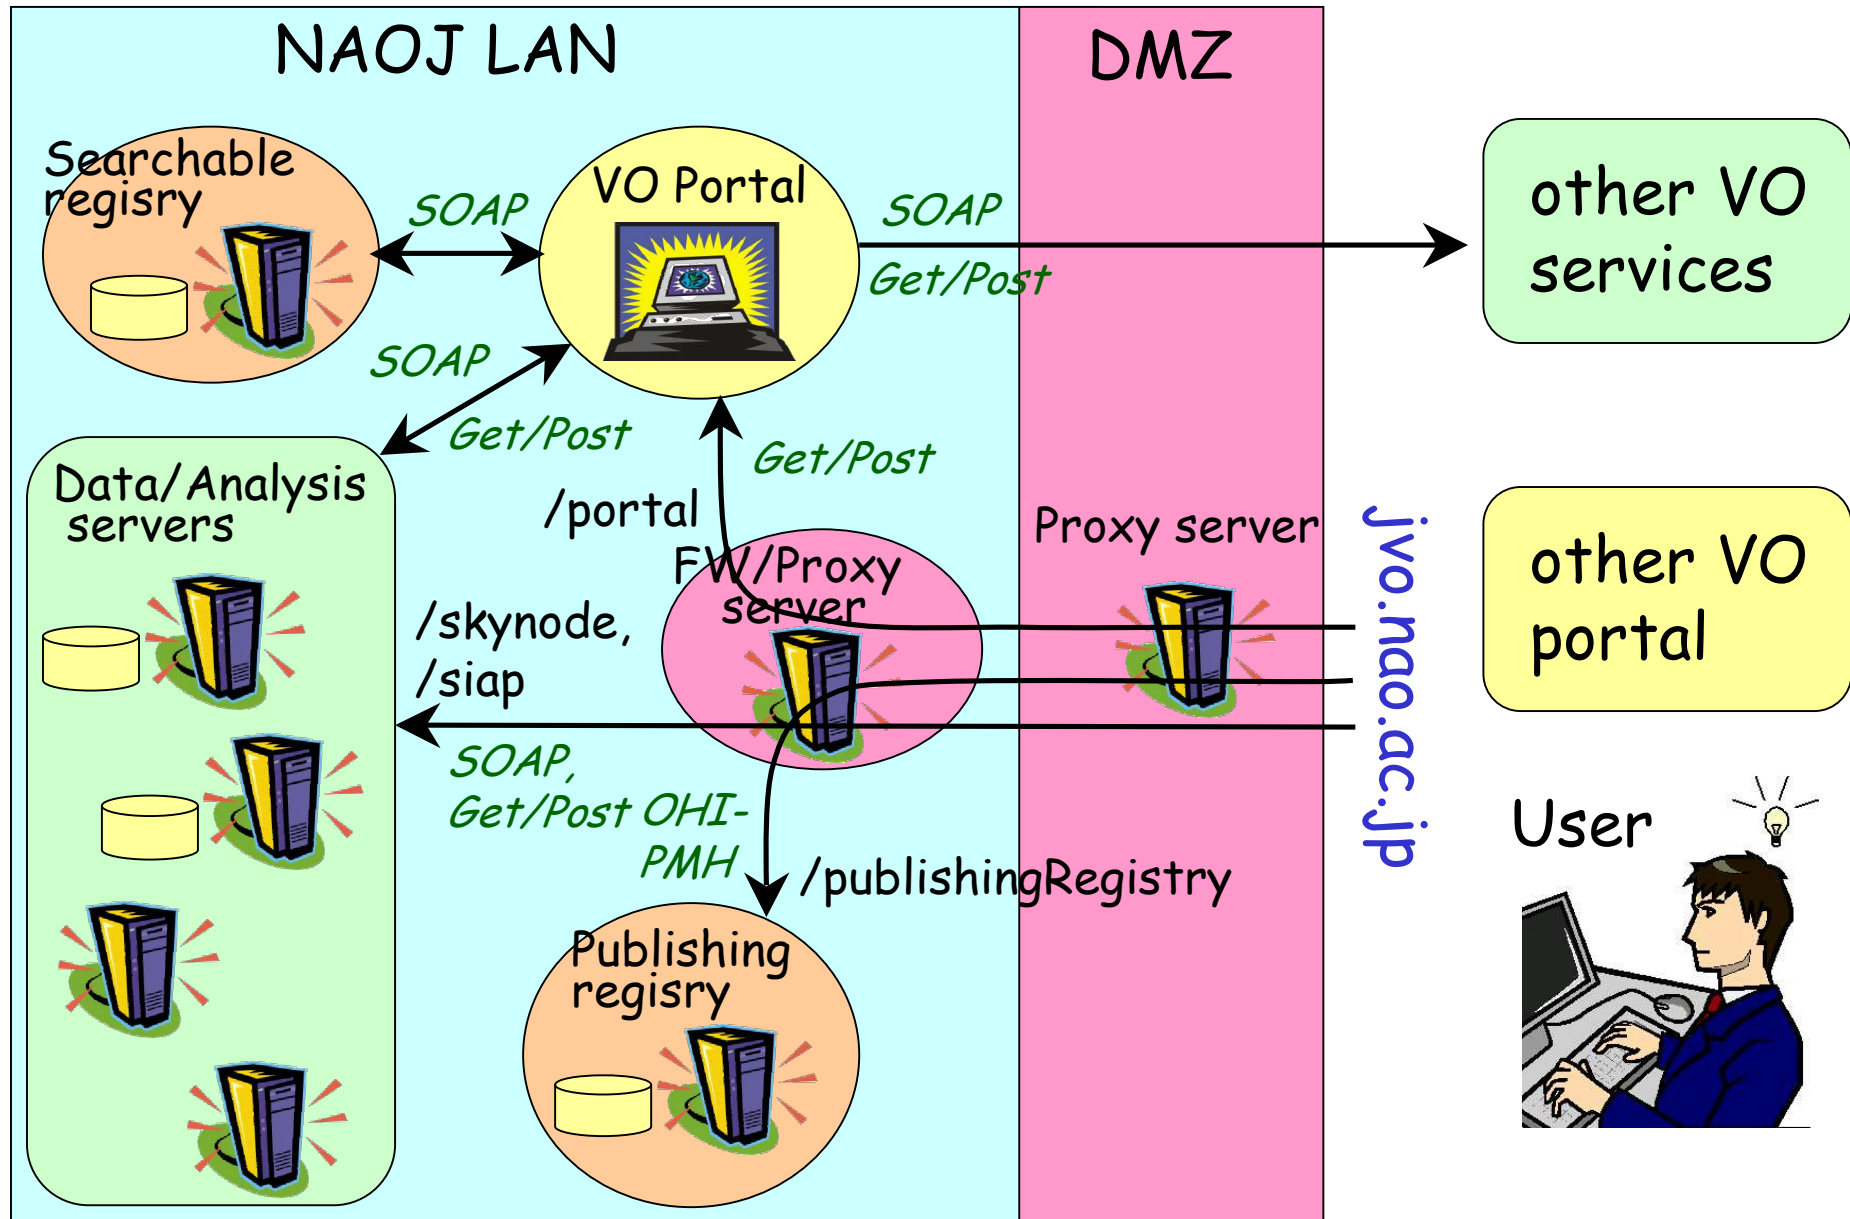 NAOJ LAN
DMZ
Searchable
regisry
SOAP
VO Portal
SOAP
Get/Post
other VO
services
SOAP
Get/Post
Get/Post
Data/Analysis
servers
/portal
Proxy server
FW/Proxy
server
jvo.nao.ac.jp
other VO
portal
/skynode,
/siap
SOAP,
Get/Post
OHI-
PMH
/publishingRegistry
User
Publishing
regisry